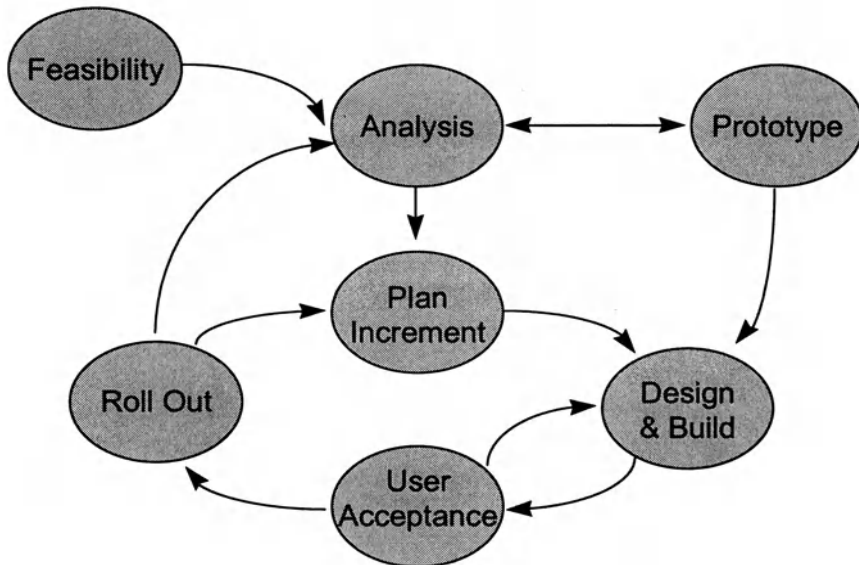 Feasibility
Analysis
Prototype
Plan
Increment
Roll Out
Design
& Build
User
Acceptance